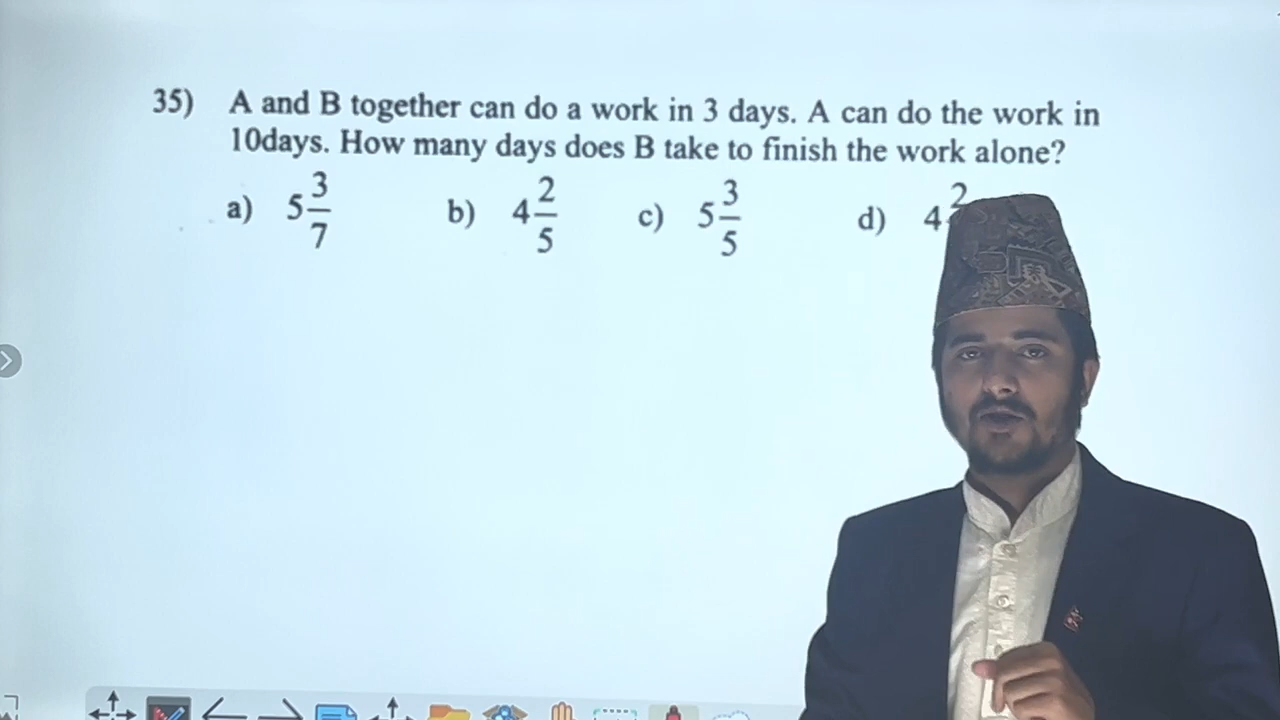 35) A and B together can do a work in 3 days. A can do the work in
10days. How many days does B take to finish the work alone?
a) 5 3/7 b) 4 2/5 c) 5 3/5 d) 4